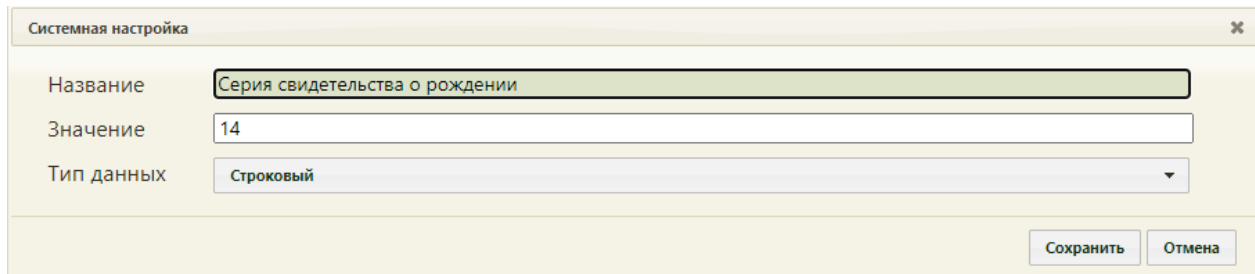 Системная настройка
Название Серия свидетельства о рождении
Значение 14
Тип данных Строковый
Сохранить Отмена